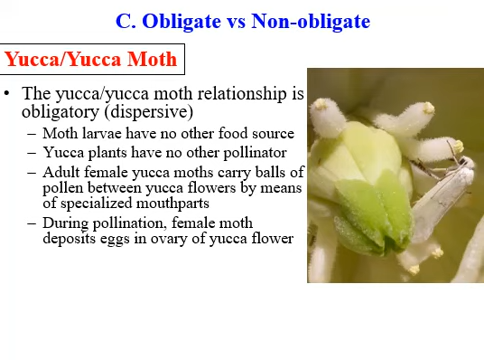 C. Obligate vs Non-obligate
Yucca/Yucca Moth
• The yucca/yucca moth relationship is
obligatory (dispersive)
– Moth larvae have no other food source
– Yucca plants have no other pollinator
– Adult female yucca moths carry balls of
pollen between yucca flowers by means
of specialized mouthparts
– During pollination, female moth
deposits eggs in ovary of yucca flower